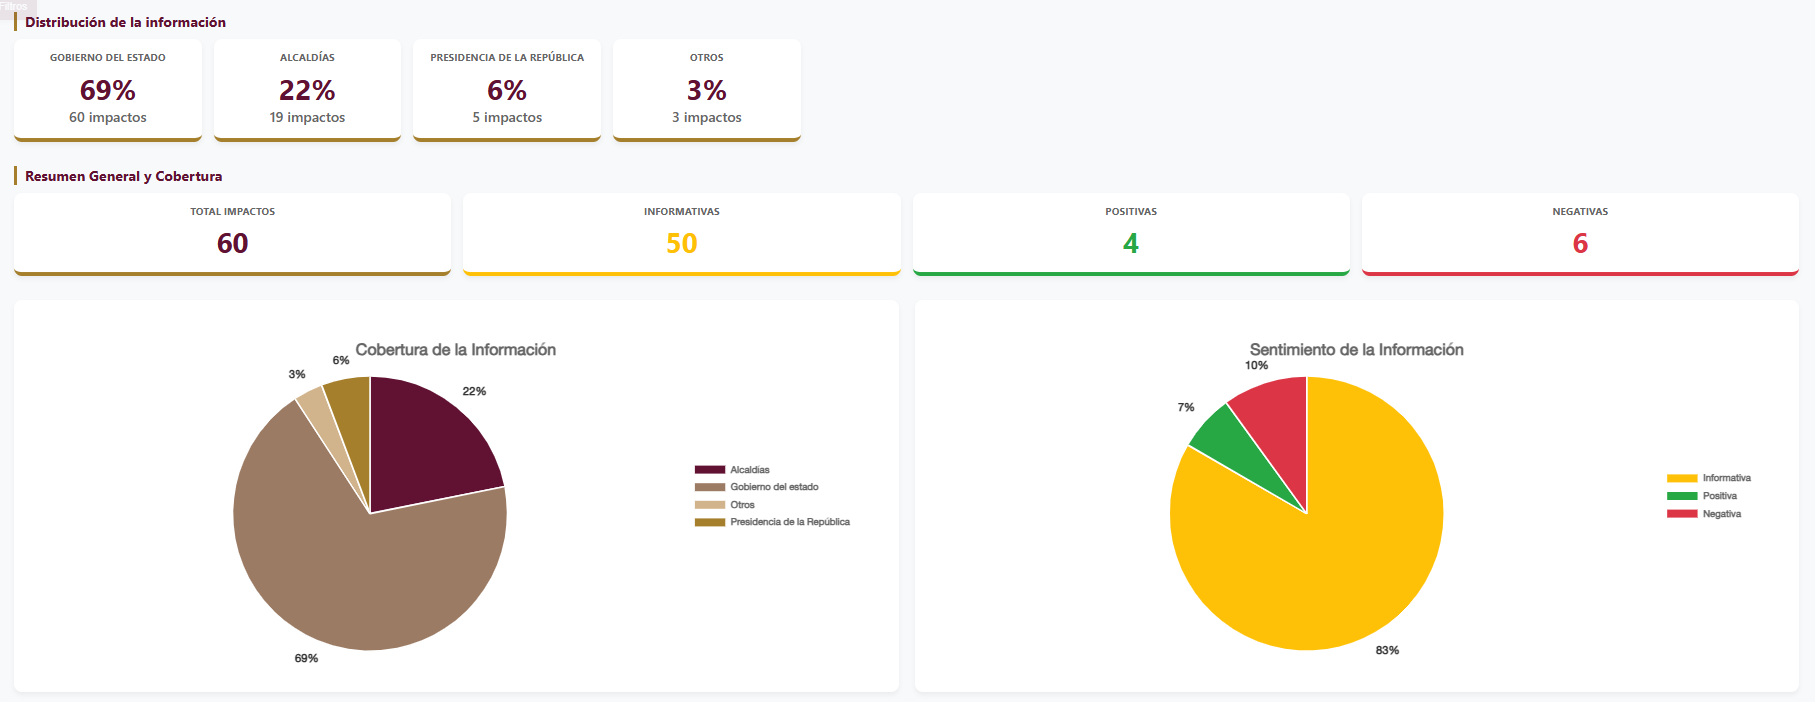 Filtros
Distribución de la información
GOBIERNO DEL ESTADO
69%
60 impactos
ALCALDÍAS
22%
19 impactos
PRESIDENCIA DE LA REPÚBLICA
6%
5 impactos
OTROS
3%
3 impactos
Resumen General y Cobertura
TOTAL IMPACTOS
60
INFORMATIVAS
50
POSITIVAS
4
NEGATIVAS
6
Cobertura de la Información
6%
3%
22%
69%
Alcaldías
Gobierno del estado
Otros
Presidencia de la República
Sentimiento de la Información
10%
7%
83%
Informativa
Positiva
Negativa